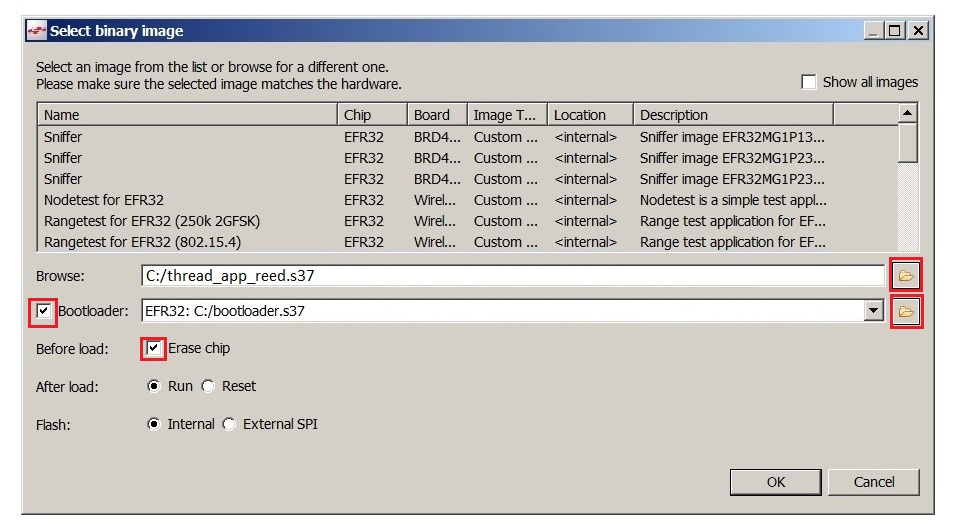 Select binary image
Select an image from the list or browse for a different one.
Please make sure the selected image matches the hardware.
Show all images
Name Chip Board Image T... Location Description
Sniffer EFR32 BRD4... Custom ... <internal> Sniffer image EFR32MG1P13...
Sniffer EFR32 BRD4... Custom ... <internal> Sniffer image EFR32MG1P23...
Sniffer EFR32 BRD4... Custom ... <internal> Sniffer image EFR32MG1P23...
Nodetest for EFR32 EFR32 Wirel... Custom ... <internal> Nodetest is a simple test appl...
Rangetest for EFR32 (250k 2GFSK) EFR32 Wirel... Custom ... <internal> Range test application for EF...
Rangetest for EFR32 (802.15.4) EFR32 Wirel... Custom ... <internal> Range test application for EF...
Browse: C:/thread_app_reed.s37
Bootloader: EFR32: C:/bootloader.s37
Before load: Erase chip
After load: Run Reset
Flash: Internal External SPI
OK Cancel